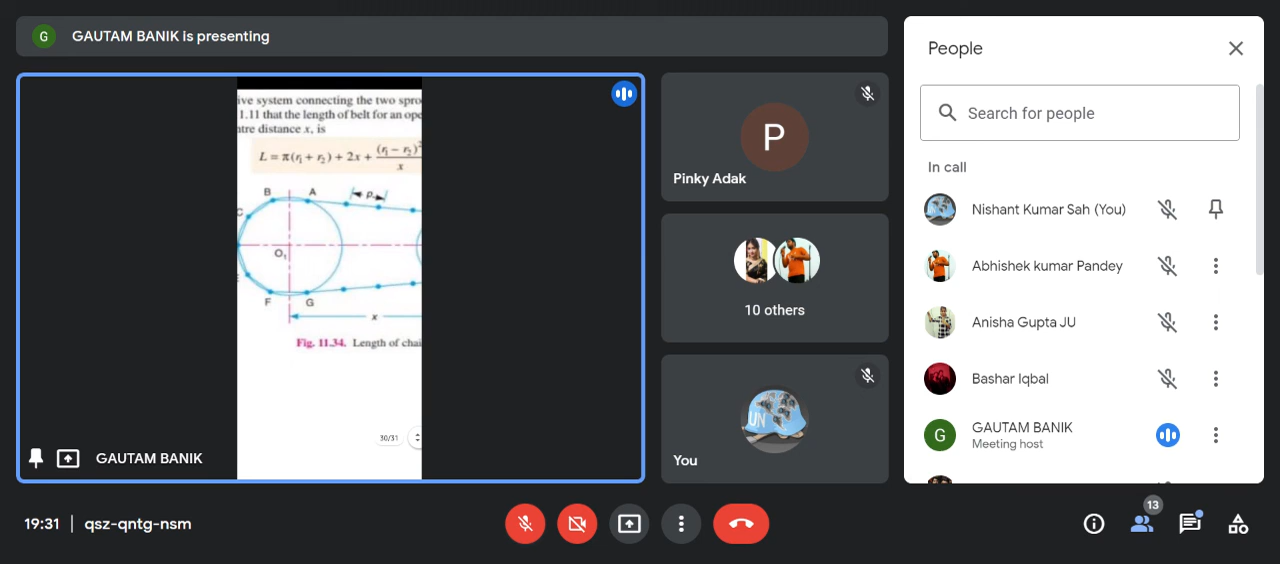 G GAUTAM BANIK is presenting
ive system connecting the two spro
1.11 that the length of belt for an ope
ntre distance x, is
L = π(r₁ + r₂) + 2x + (r₁ − r₂)² / x
B A P
C
O₁
F G
x
Fig. 11.34. Length of chai
30/31
GAUTAM BANIK
P
Pinky Adak
10 others
UN
You
People
Search for people
In call
Nishant Kumar Sah (You)
Abhishek kumar Pandey
Anisha Gupta JU
Bashar Iqbal
G GAUTAM BANIK
Meeting host
19:31 | qsz-qntg-nsm
13